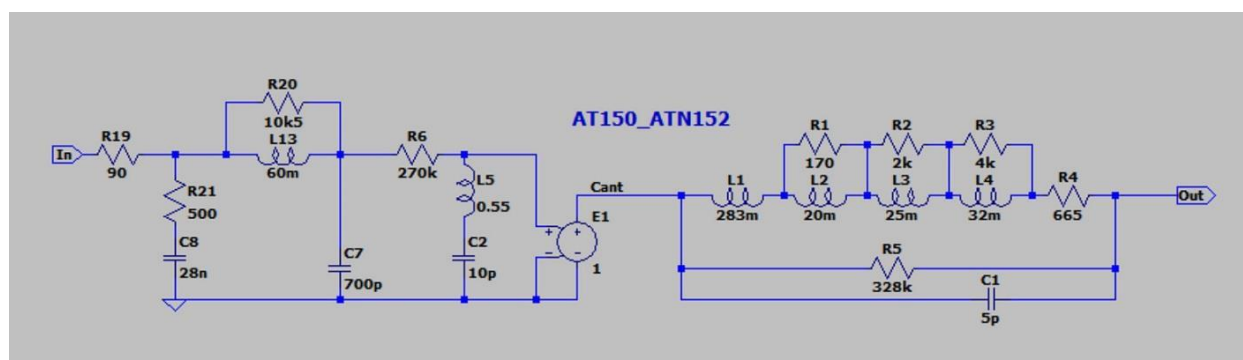 R20
10k5
AT150_ATN152
R1
R2
R3
R19
L13
R6
170
2k
4k
In
R4
90
60m
270k
L5
Cant
L1
L2
L3
L4
Out
R21
0.55
283m
20m
25m
32m
665
500
E1
C8
C7
C2
+
+
R5
28n
700p
10p
-
-
1
328k
C1
5p